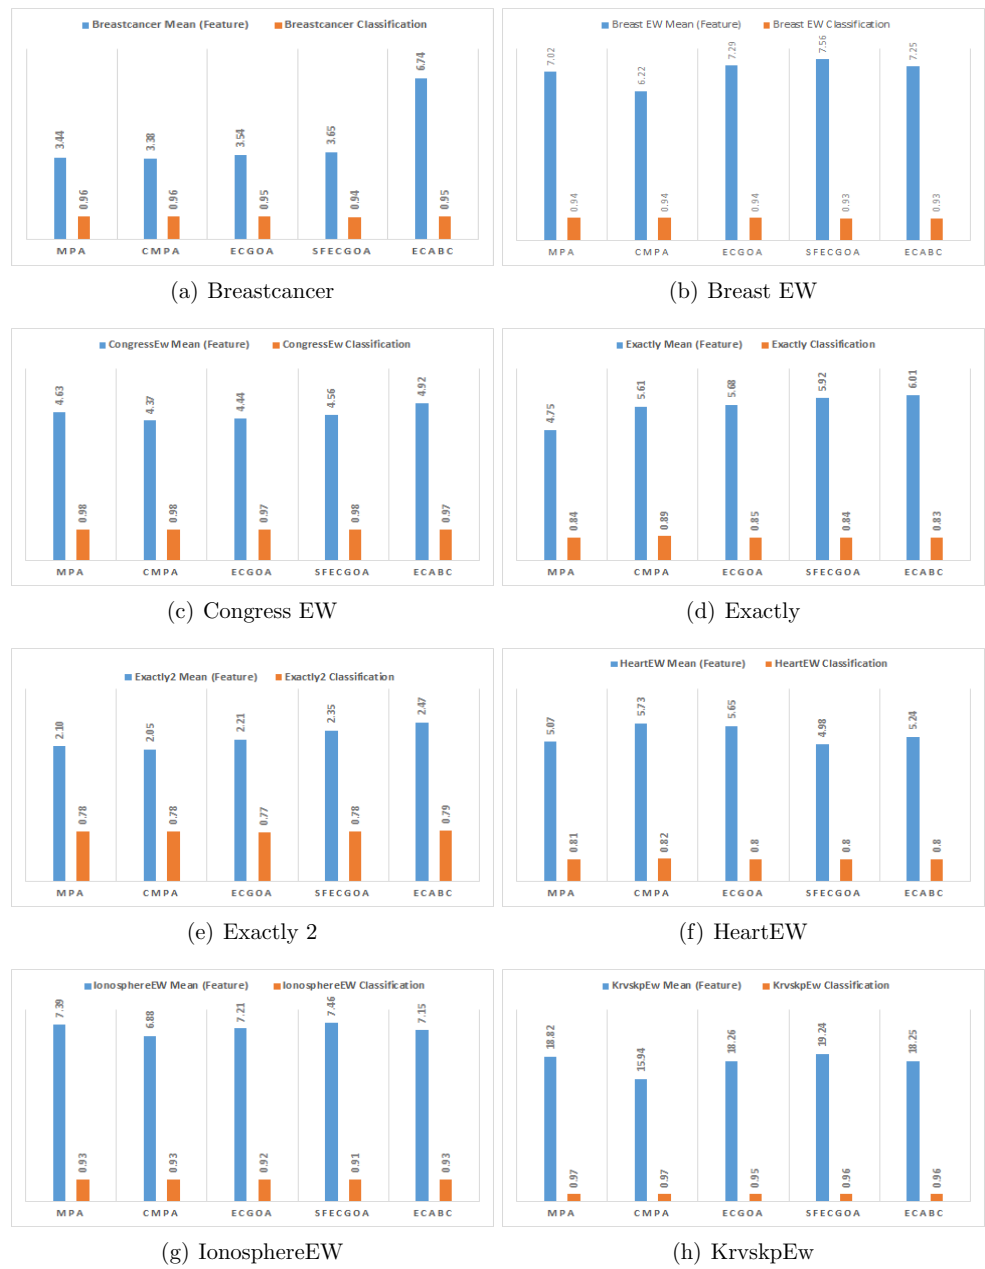 Breastcancer Mean (Feature) Breastcancer Classification
3.44 0.96 3.38 0.96 3.54 0.95 3.65 0.94 6.74 0.95
MPA CMPA ECGOA SFECGOA ECABC
(a) Breastcancer
Breast EW Mean (Feature) Breast EW Classification
7.02 0.94 6.22 0.94 7.29 0.94 7.56 0.93 7.25 0.93
MPA CMPA ECGOA SFECGOA ECABC
(b) Breast EW
CongressEw Mean (Feature) CongressEw Classification
4.63 0.98 4.37 0.98 4.44 0.97 4.56 0.98 4.92 0.97
MPA CMPA ECGOA SFECGOA ECABC
(c) Congress EW
Exactly Mean (Feature) Exactly Classification
4.75 0.84 5.61 0.89 5.68 0.85 5.92 0.84 6.01 0.83
MPA CMPA ECGOA SFECGOA ECABC
(d) Exactly
Exactly2 Mean (Feature) Exactly2 Classification
2.10 0.78 2.05 0.78 2.21 0.77 2.35 0.78 2.47 0.79
MPA CMPA ECGOA SFECGOA ECABC
(e) Exactly 2
HeartEW Mean (Feature) HeartEW Classification
5.07 0.81 5.73 0.82 5.65 0.8 4.98 0.8 5.24 0.8
MPA CMPA ECGOA SFECGOA ECABC
(f) HeartEW
IonosphereEW Mean (Feature) IonosphereEW Classification
7.39 0.93 6.88 0.93 7.21 0.92 7.46 0.91 7.15 0.93
MPA CMPA ECGOA SFECGOA ECABC
(g) IonosphereEW
KrvskpEw Mean (Feature) KrvskpEw Classification
18.82 0.97 15.94 0.97 18.26 0.95 19.24 0.96 18.25 0.96
MPA CMPA ECGOA SFECGOA ECABC
(h) KrvskpEw